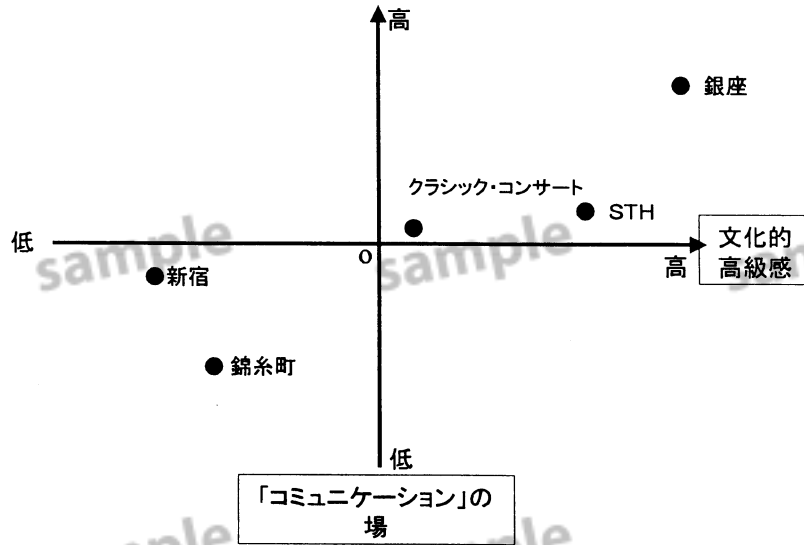 高
銀座
クラシック・コンサート
STH
低
sample
sample
文化的
高級感
sam
O
高
新宿
錦糸町
低
「コミュニケーション」の
場
sample
sample